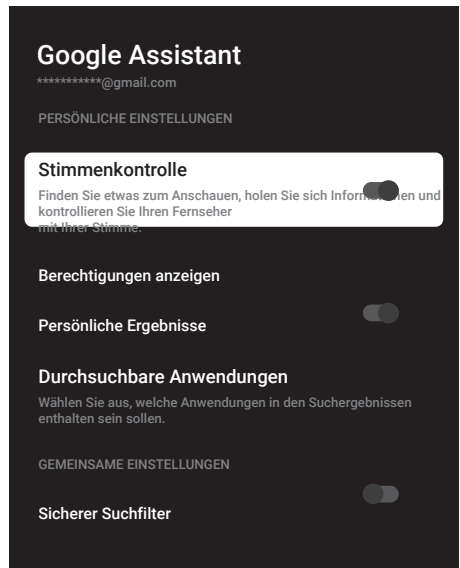 Google Assistant
***********@gmail.com
PERSÖNLICHE EINSTELLUNGEN
Stimmenkontrolle
Finden Sie etwas zum Anschauen, holen Sie sich Informationen und
kontrollieren Sie Ihren Fernseher
mit Ihrer Stimme.
Berechtigungen anzeigen
Persönliche Ergebnisse
Durchsuchbare Anwendungen
Wählen Sie aus, welche Anwendungen in den Suchergebnissen
enthalten sein sollen.
GEMEINSAME EINSTELLUNGEN
Sicherer Suchfilter